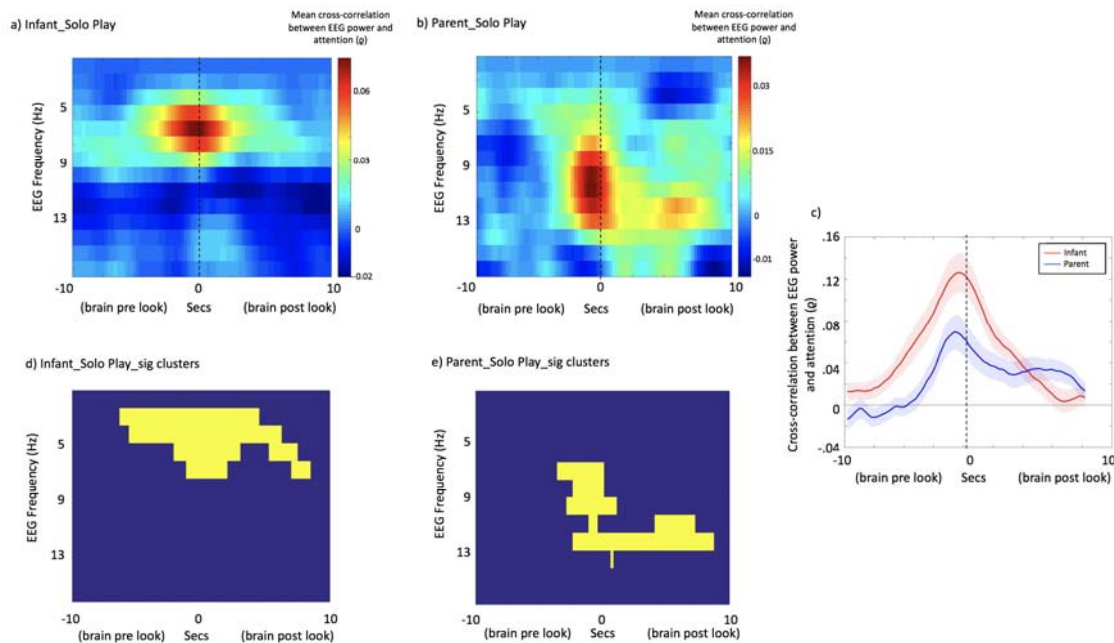 a) Infant_Solo Play
Mean cross-correlation
between EEG power and
attention (ϱ)
EEG Frequency (Hz)
5
9
13
0.06
0.03
0
-0.02
-10
0
10
(brain pre look)
Secs
(brain post look)
b) Parent_Solo Play
Mean cross-correlation
between EEG power and
attention (ϱ)
EEG Frequency (Hz)
5
9
13
0.03
0.015
0
-0.01
-10
0
10
(brain pre look)
Secs
(brain post look)
c)
Cross-correlation between EEG power
and attention (ϱ)
.16
.12
.08
.04
0
-.04
Infant
Parent
-10
0
10
(brain pre look)
Secs
(brain post look)
d) Infant_Solo Play_sig clusters
EEG Frequency (Hz)
5
9
13
-10
0
10
(brain pre look)
Secs
(brain post look)
e) Parent_Solo Play_sig clusters
EEG Frequency (Hz)
5
9
13
-10
0
10
(brain pre look)
Secs
(brain post look)